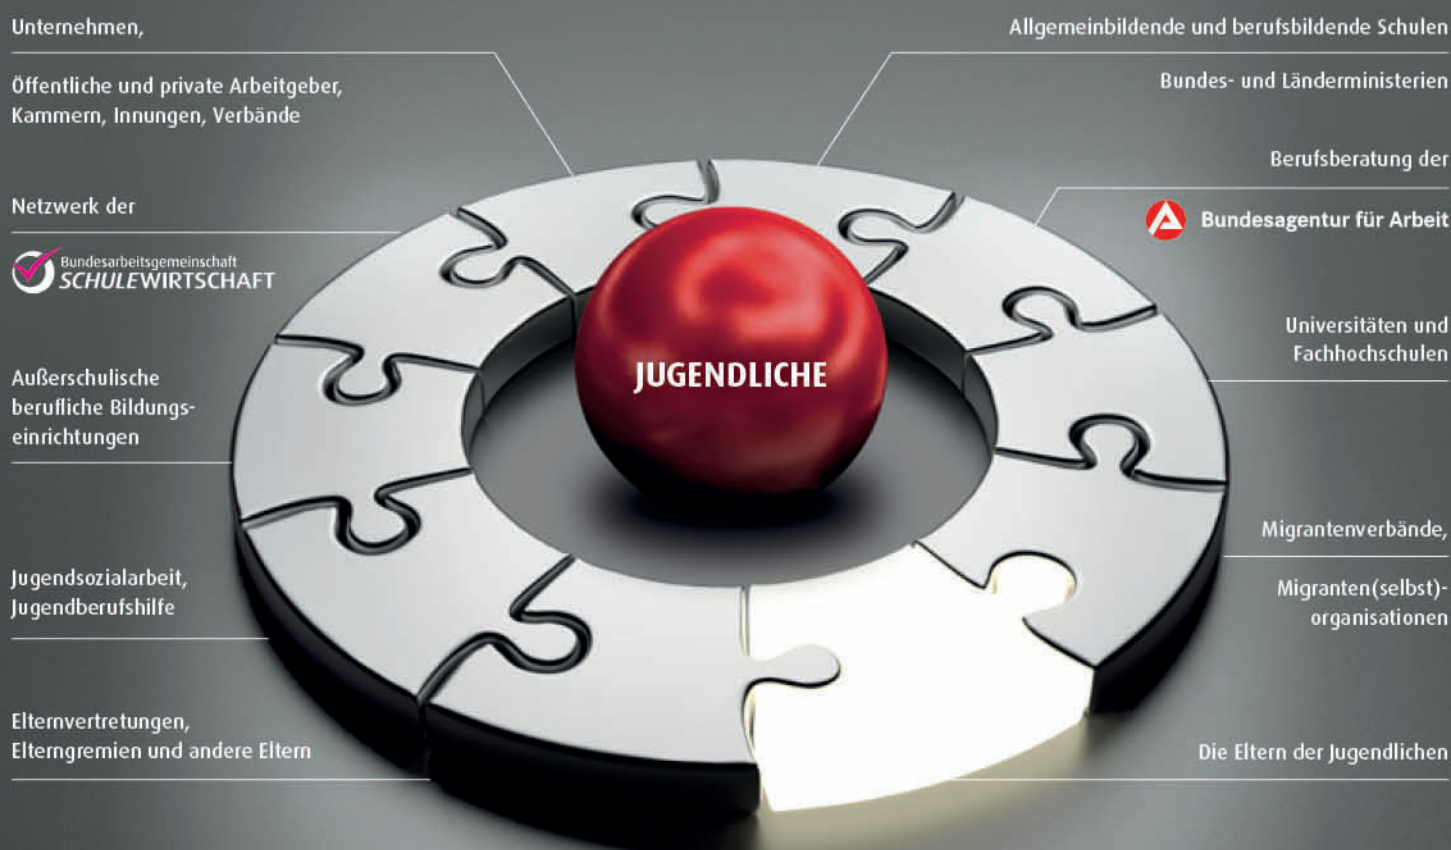 Unternehmen,
Öffentliche und private Arbeitgeber,
Kammern, Innungen, Verbände
Netzwerk der
Bundesarbeitsgemeinschaft
SCHULEWIRTSCHAFT
Außerschulische
berufliche Bildungs-
einrichtungen
Jugendsozialarbeit,
Jugendberufshilfe
Elternvertretungen,
Elterngremien und andere Eltern
JUGENDLICHE
Allgemeinbildende und berufsbildende Schulen
Bundes- und Länderministerien
Berufsberatung der
Bundesagentur für Arbeit
Universitäten und
Fachhochschulen
Migrantenverbände,
Migranten(selbst)-
organisationen
Die Eltern der Jugendlichen